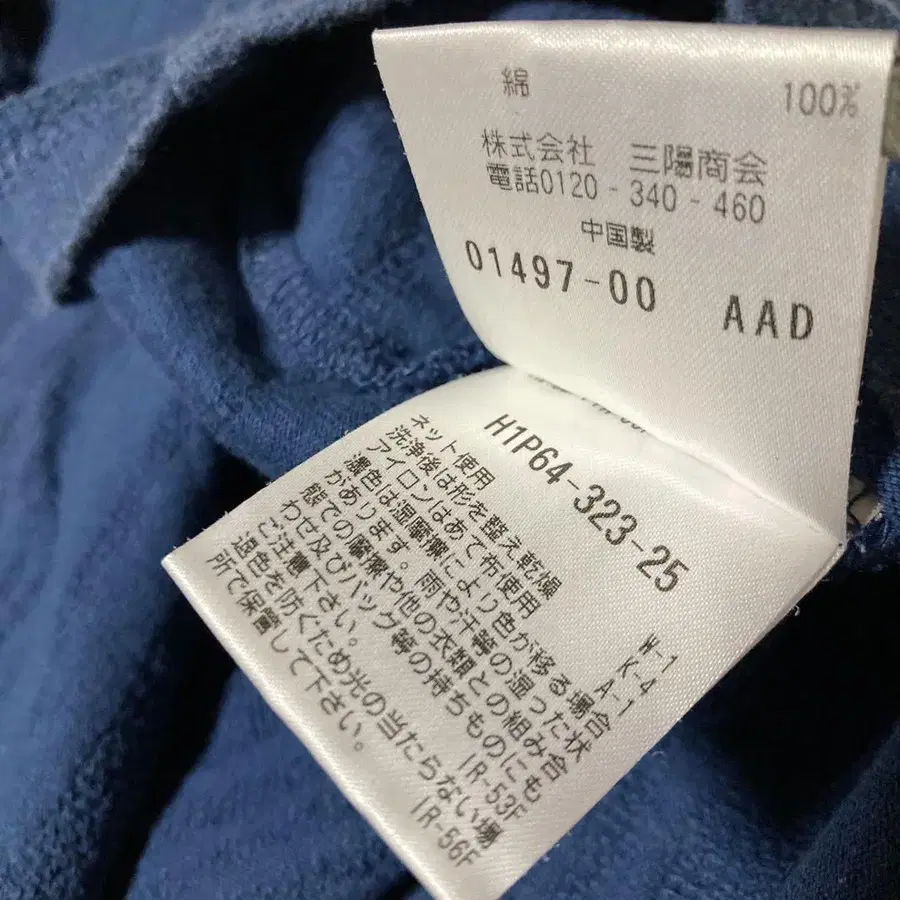 綿 100%
株式会社 三陽商会
電話0120-340-460
中国製
01497-00 AAD
H1P64-323-25
ネット使用
洗浄後は形を整え乾燥
アイロンはあて布使用
濃色は湿摩擦により色が移る場合
があります。雨や汗等の湿った状
態での摩擦や他の衣類との組み合
わせ及びバッグ等の持ちものにも
ご注意下さい。
退色を防ぐため光の当たらない場
所で保管して下さい。
W-1
K-4
A-1
IR-53F
IR-56F